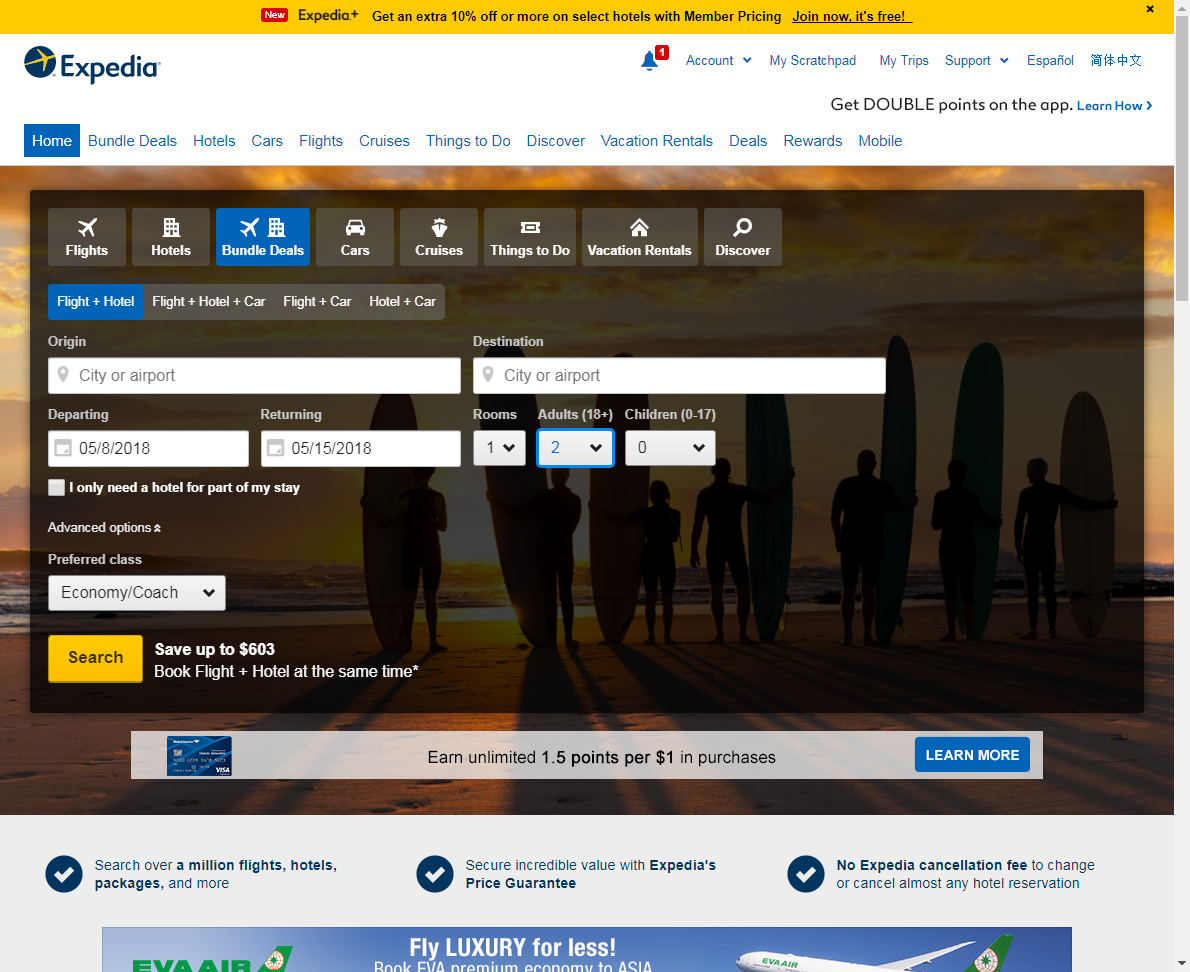 New Expedia+ Get an extra 10% off or more on select hotels with Member Pricing Join now, it's free!
Expedia
1 Account My Scratchpad My Trips Support Español 简体中文
Get DOUBLE points on the app. Learn How
Home Bundle Deals Hotels Cars Flights Cruises Things to Do Discover Vacation Rentals Deals Rewards Mobile
Flights Hotels Bundle Deals Cars Cruises Things to Do Vacation Rentals Discover
Flight + Hotel Flight + Hotel + Car Flight + Car Hotel + Car
Origin Destination
City or airport City or airport
Departing Returning Rooms Adults (18+) Children (0-17)
05/8/2018 05/15/2018 1 2 0
I only need a hotel for part of my stay
Advanced options
Preferred class
Economy/Coach
Search
Save up to $603
Book Flight + Hotel at the same time*
VISA
Earn unlimited 1.5 points per $1 in purchases LEARN MORE
Search over a million flights, hotels,
packages, and more
Secure incredible value with Expedia's
Price Guarantee
No Expedia cancellation fee to change
or cancel almost any hotel reservation
Fly LUXURY for less!
EVA AIR Book EVA premium economy to ASIA EVA AIR